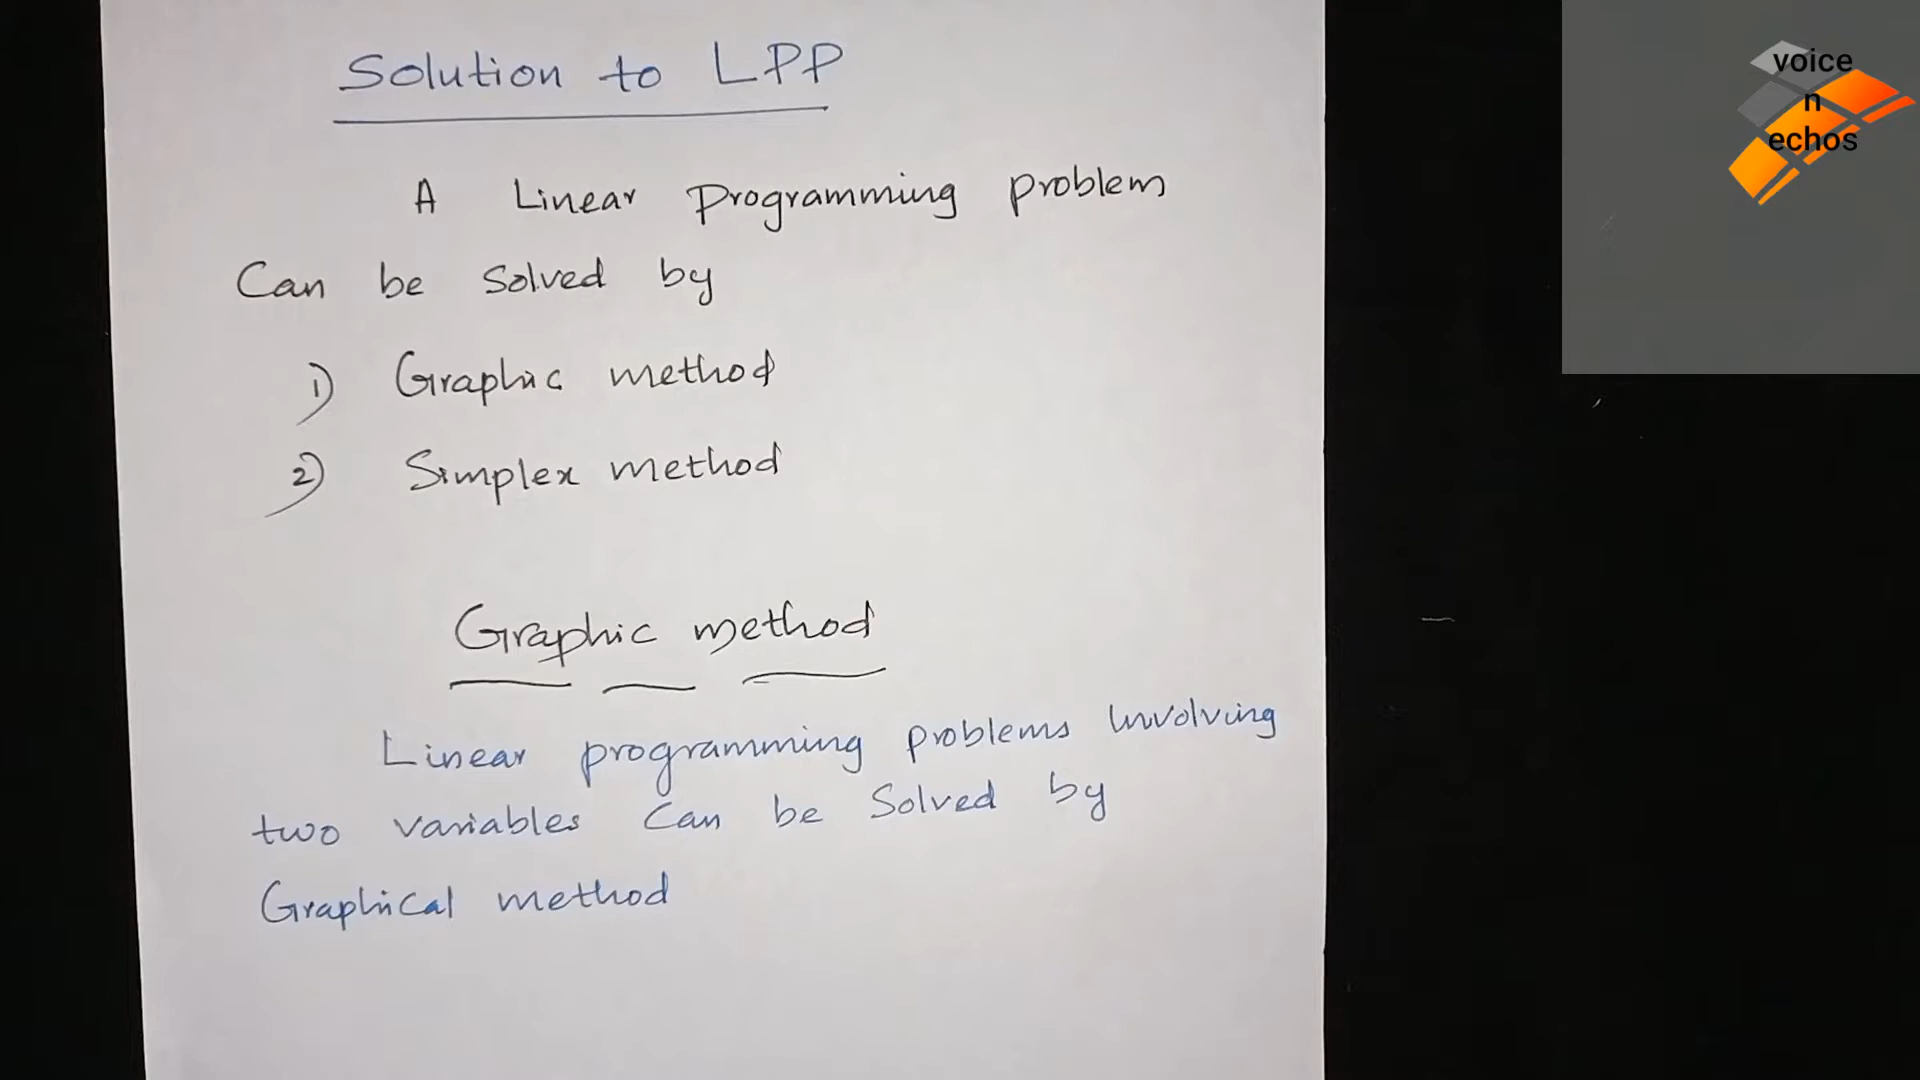 Solution to LPP
A Linear Programming problem
Can be Solved by
1) Graphic method
2) Simplex method
Graphic method
Linear programming problems Involving
two variables Can be Solved by
Graphical method
voice
n
echos